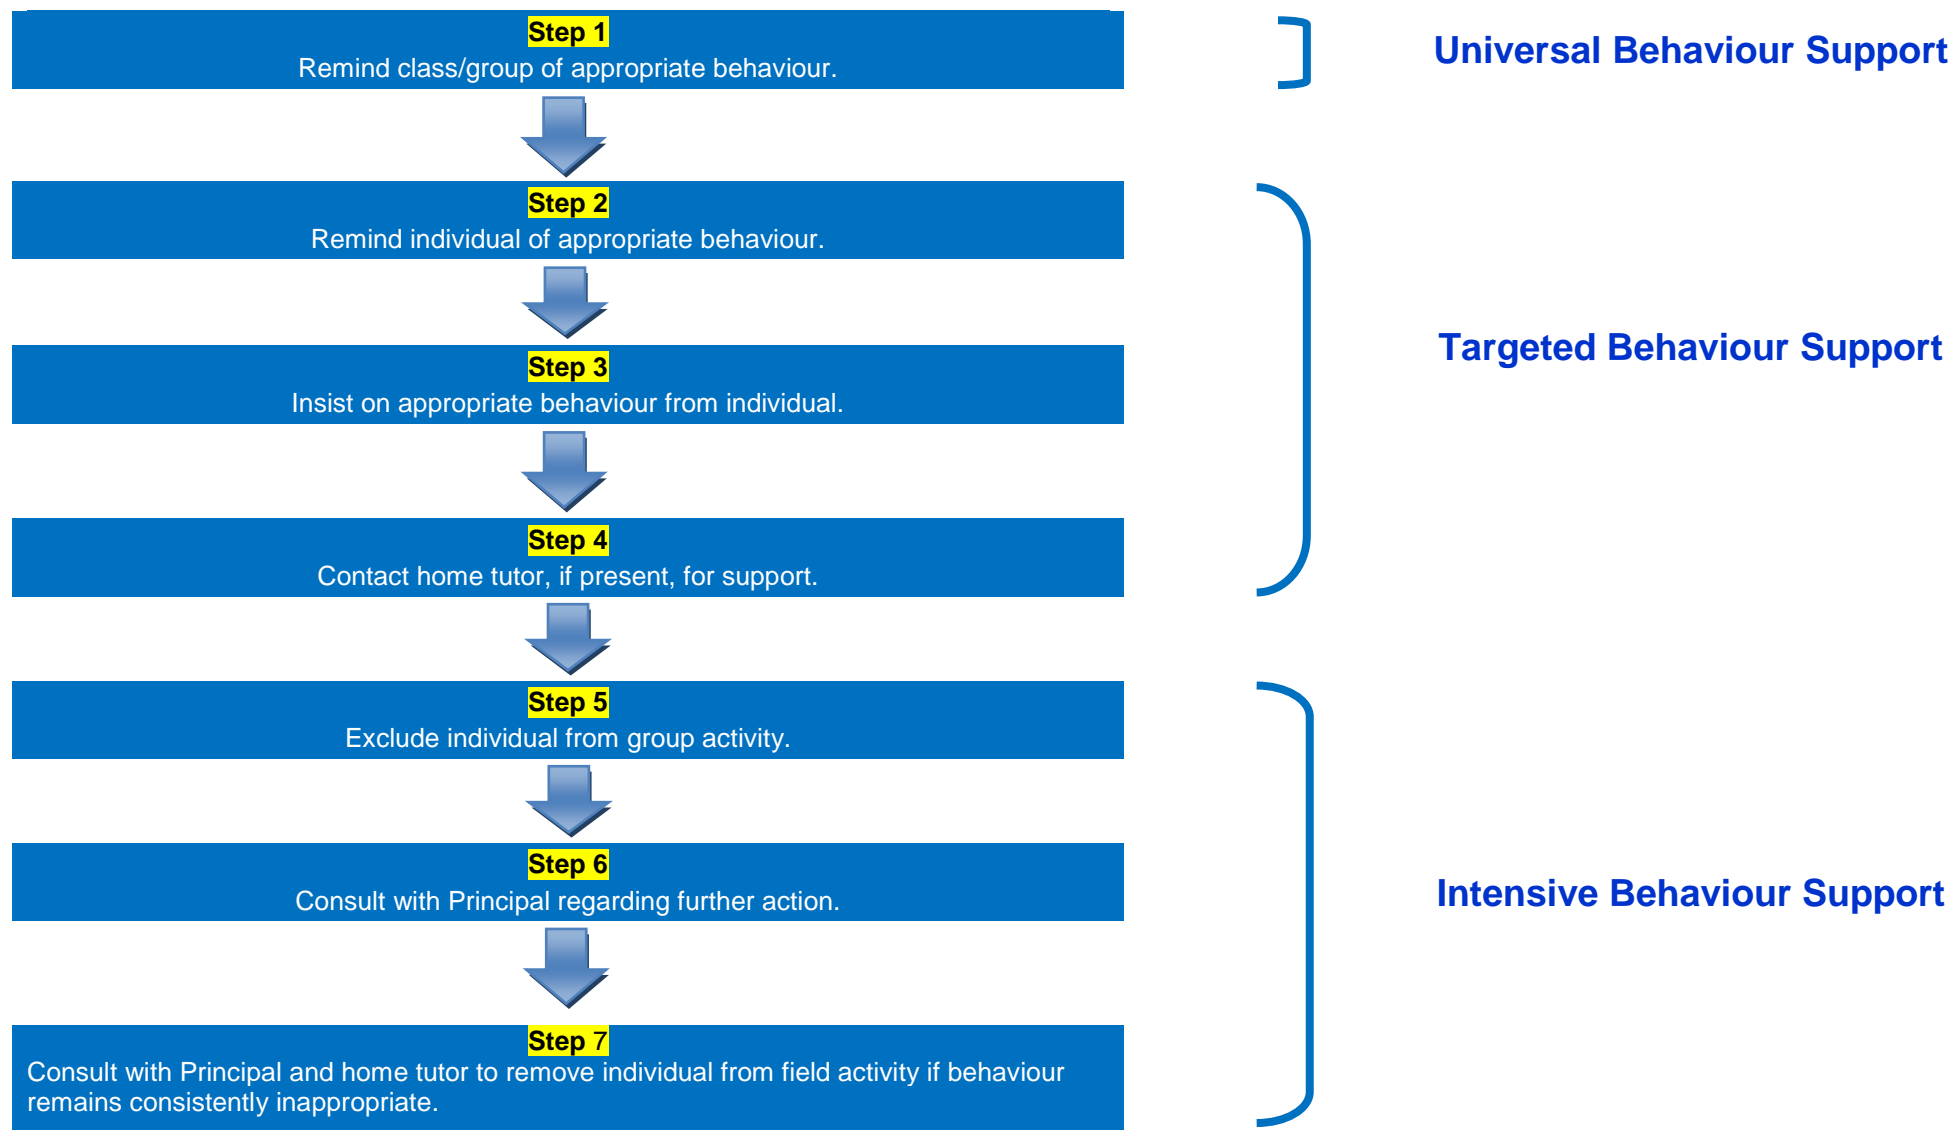 Step 1
Remind class/group of appropriate behaviour.
Universal Behaviour Support
Step 2
Remind individual of appropriate behaviour.
Step 3
Insist on appropriate behaviour from individual.
Targeted Behaviour Support
Step 4
Contact home tutor, if present, for support.
Step 5
Exclude individual from group activity.
Step 6
Consult with Principal regarding further action.
Intensive Behaviour Support
Step 7
Consult with Principal and home tutor to remove individual from field activity if behaviour
remains consistently inappropriate.